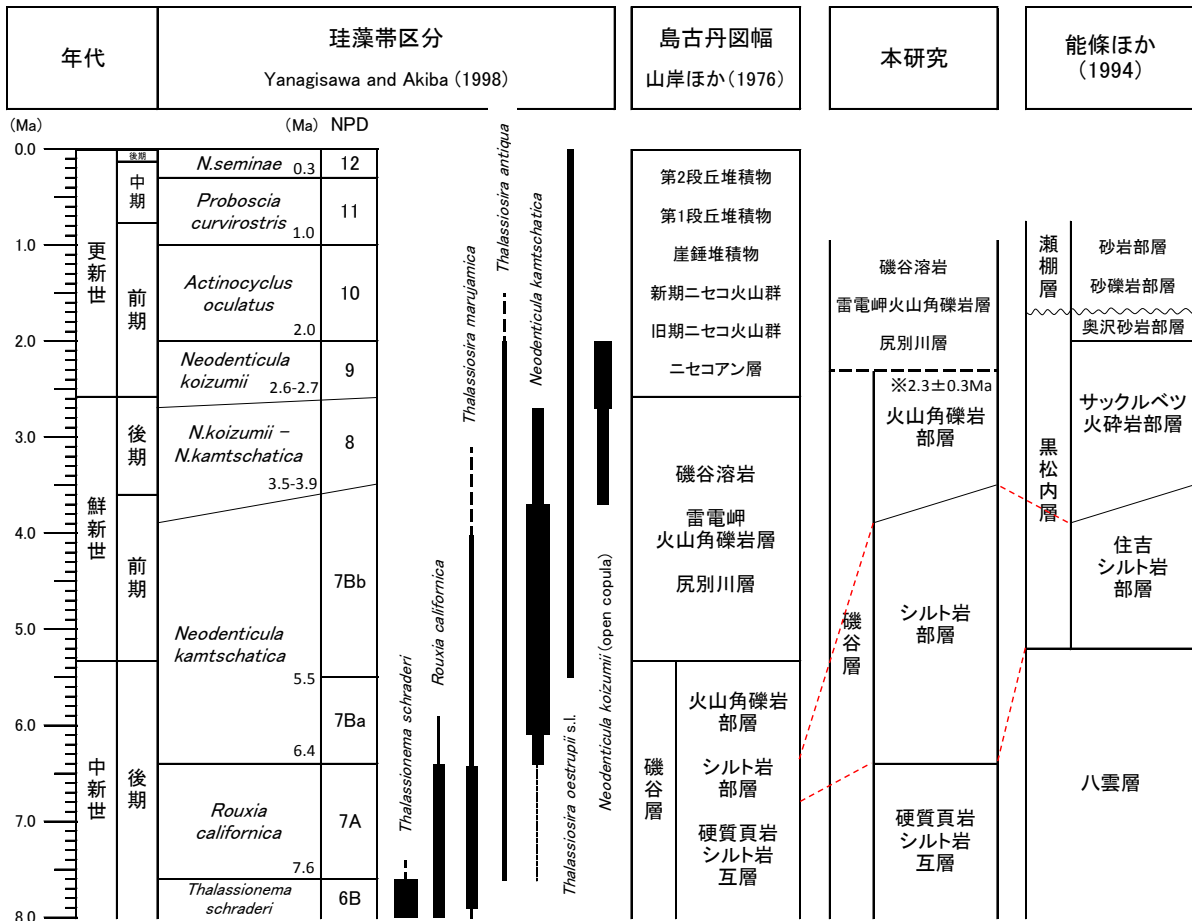 年代
珪藻帯区分
Yanagisawa and Akiba (1998)
島古丹図幅
山岸ほか(1976)
本研究
能條ほか
(1994)
(Ma)
(Ma)
NPD
0.0
1.0
2.0
3.0
4.0
5.0
6.0
7.0
8.0
更新世
鮮新世
中新世
後期
中期
前期
後期
前期
後期
N.seminae
0.3
Proboscia
curvirostris
1.0
Actinocyclus
oculatus
2.0
Neodenticula
koizumii
2.6-2.7
N.koizumii –
N.kamtschatica
3.5-3.9
Neodenticula
kamtschatica
5.5
6.4
Rouxia
californica
7.6
Thalassionema
schraderi
12
11
10
9
8
7Bb
7Ba
7A
6B
Thalassionema schraderi
Rouxia californica
Thalassiosira marujamica
Thalassiosira antiqua
Neodenticula kamtschatica
Thalassiosira oestrupii s.l.
Neodenticula koizumii (open copula)
第2段丘堆積物
第1段丘堆積物
崖錘堆積物
新期ニセコ火山群
旧期ニセコ火山群
ニセコアン層
磯谷溶岩
雷電岬
火山角礫岩層
尻別川層
磯谷層
火山角礫岩
部層
シルト岩
部層
硬質頁岩
シルト岩
互層
磯谷溶岩
雷電岬火山角礫岩層
尻別川層
※2.3±0.3Ma
火山角礫岩
部層
磯谷層
シルト岩
部層
硬質頁岩
シルト岩
互層
瀬棚層
砂岩部層
砂礫岩部層
奥沢砂岩部層
黒松内層
サックルベツ
火砕岩部層
住吉
シルト岩
部層
八雲層